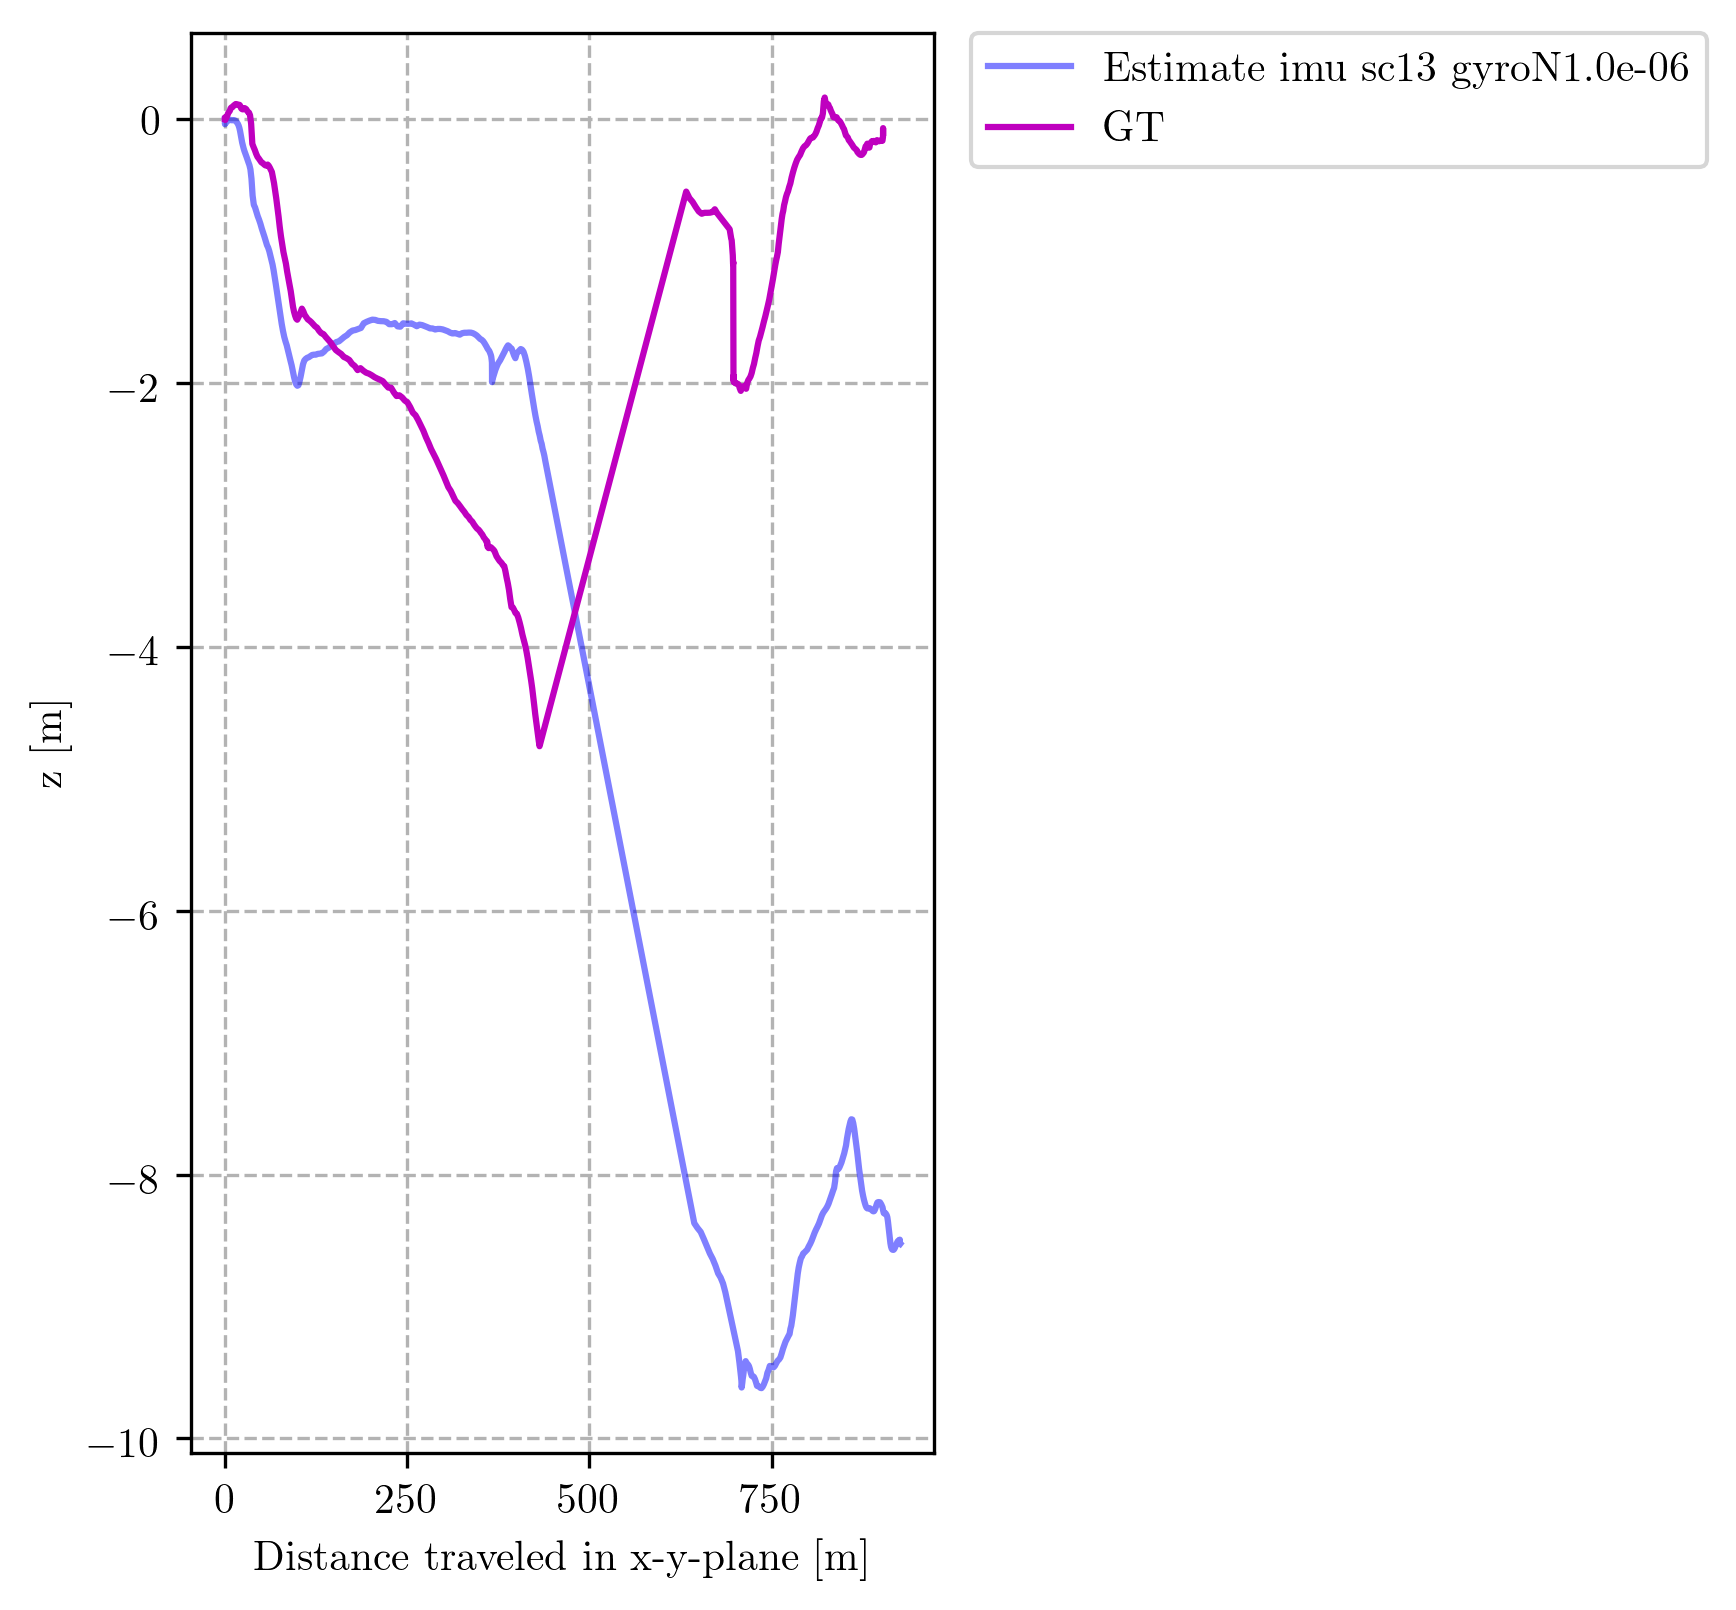 Estimate imu sc13 gyroN1.0e-06
GT
0
−2
−4
−6
−8
−10
z [m]
0 250 500 750
Distance traveled in x-y-plane [m]